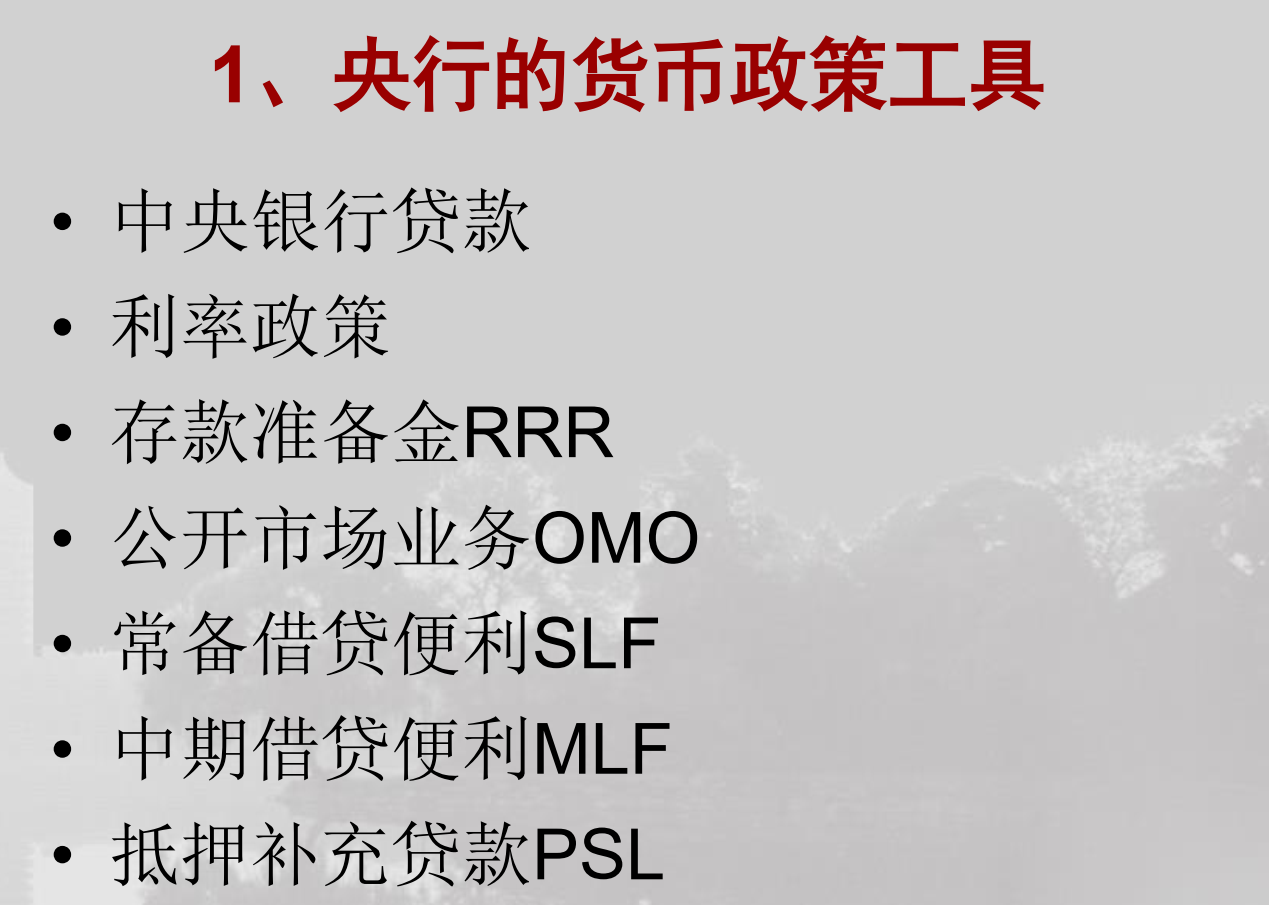 1、央行的货币政策工具
• 中央银行贷款
• 利率政策
• 存款准备金RRR
• 公开市场业务OMO
• 常备借贷便利SLF
• 中期借贷便利MLF
• 抵押补充贷款PSL